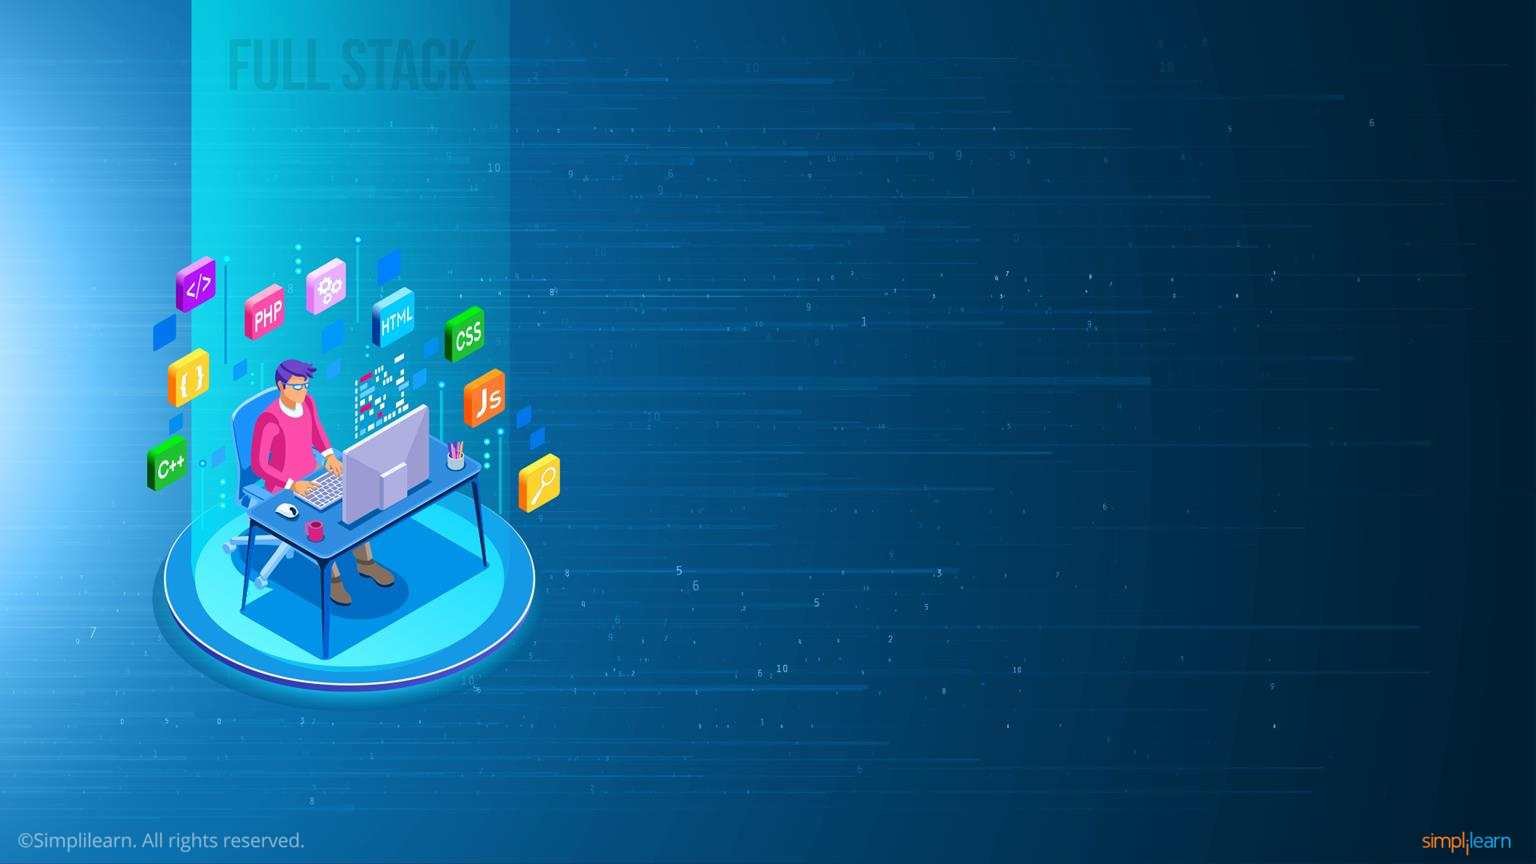 FULL STACK
</>
PHP
HTML
CSS
{ }
Js
C++
©Simplilearn. All rights reserved.
simplilearn